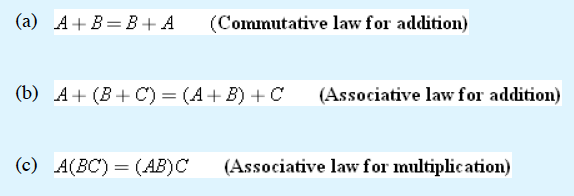 (a) A + B = B + A (Commutative law for addition)
(b) A + (B + C) = (A + B) + C (Associative law for addition)
(c) A(BC) = (AB)C (Associative law for multiplication)